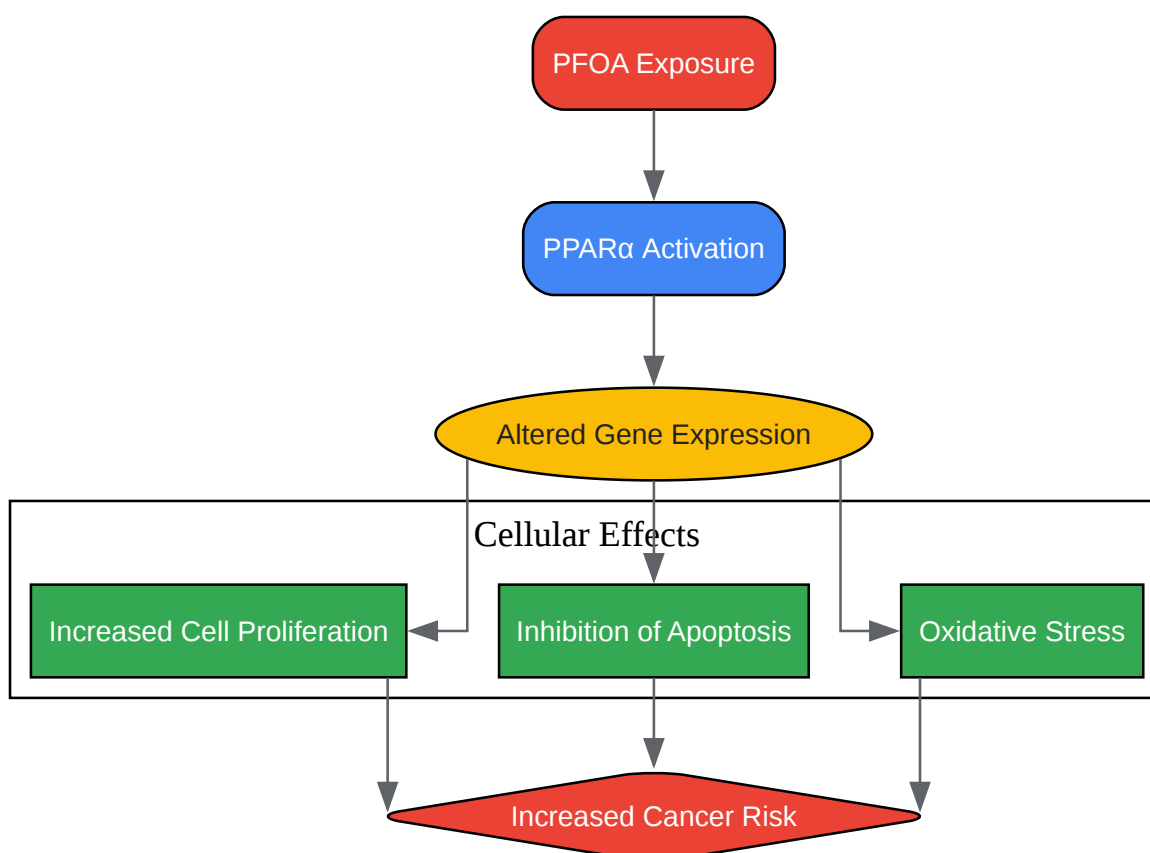 PFOA Exposure
PPARα Activation
Altered Gene Expression
Cellular Effects
Increased Cell Proliferation
Inhibition of Apoptosis
Oxidative Stress
Increased Cancer Risk